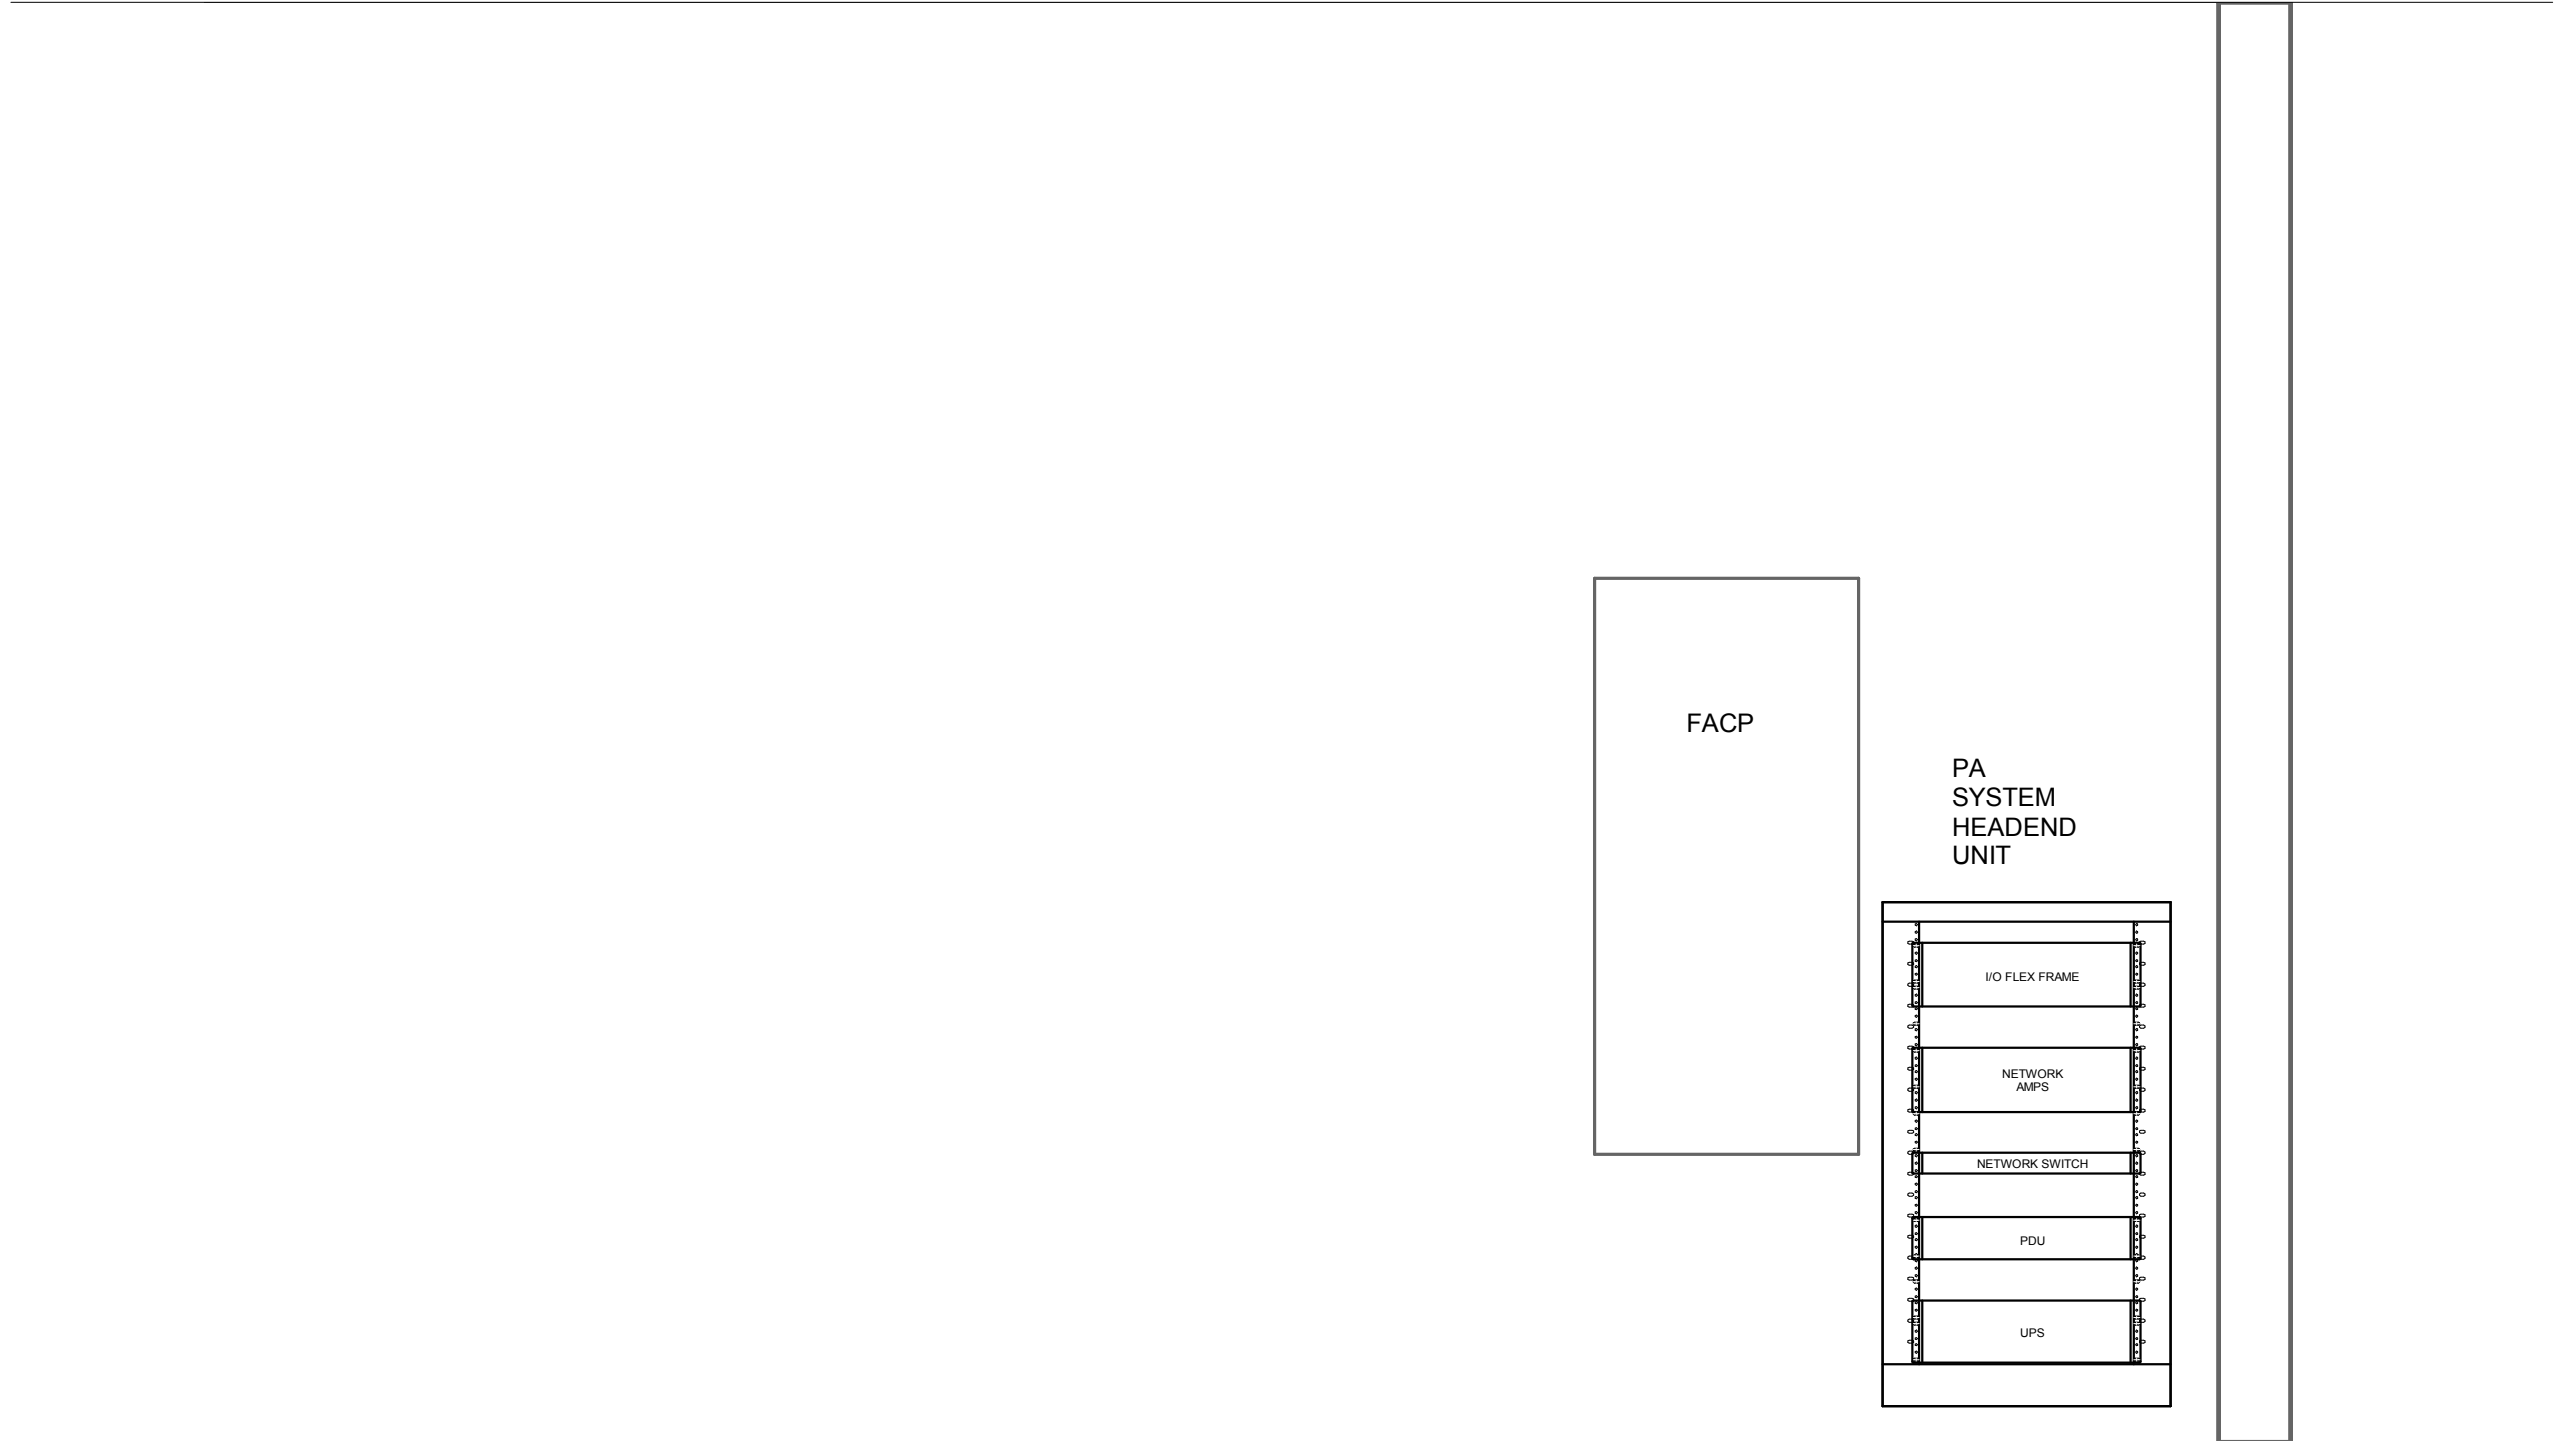 FACP
PA
SYSTEM
HEADEND
UNIT
I/O FLEX FRAME
NETWORK
AMPS
NETWORK SWITCH
PDU
UPS